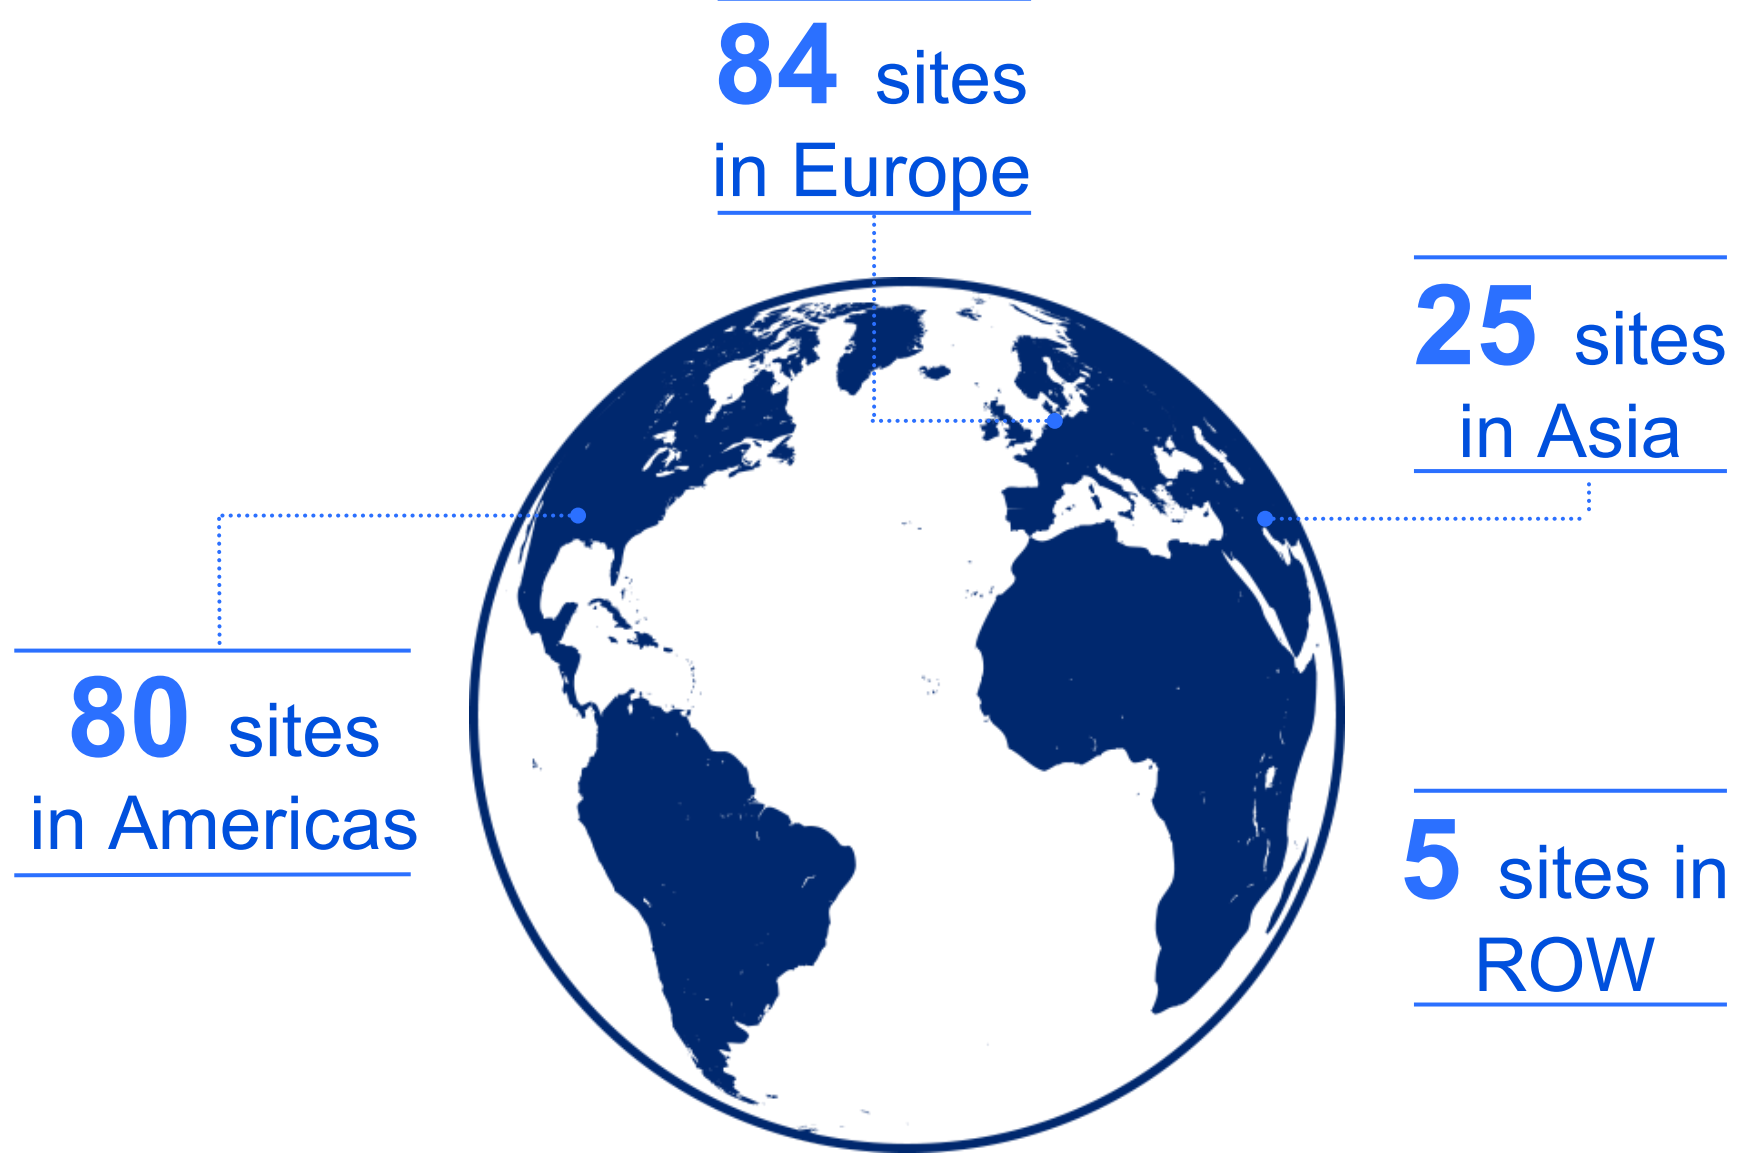 84 sites
in Europe
25 sites
in Asia
80 sites
in Americas
5 sites in
ROW